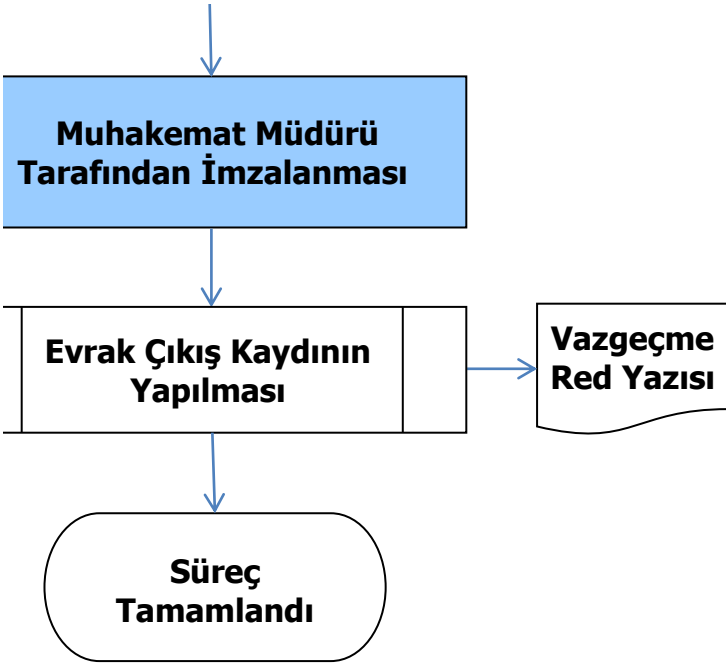 Muhakemat Müdürü
Tarafından İmzalanması
Evrak Çıkış Kaydının
Yapılması
Vazgeçme
Red Yazısı
Süreç
Tamamlandı